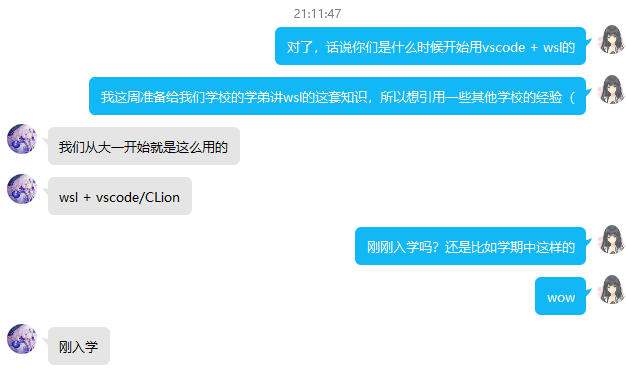 21:11:47
对了，话说你们是什么时候开始用vscode + wsl的
我这周准备给我们学校的学弟讲wsl的这套知识，所以想引用一些其他学校的经验（
我们从大一开始就是这么用的
wsl + vscode/CLion
刚刚入学吗？还是比如学期中这样的
wow
刚入学